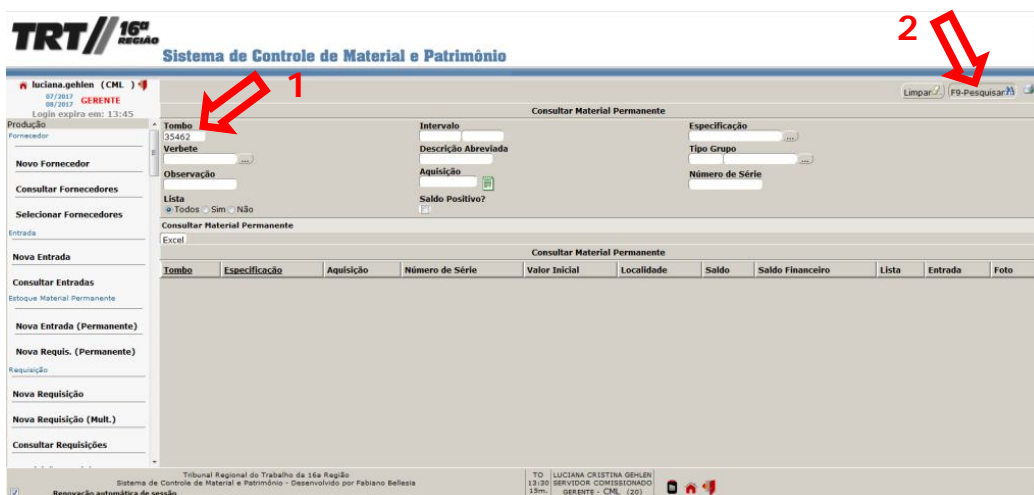 TRT 16ª REGIÃO
Sistema de Controle de Material e Patrimônio
1
2
luciana.gehlen (CML )
07/2017
08/2017 GERENTE
Login expira em: 13:45
Limpar F9-Pesquisar
Consultar Material Permanente
Produção
Fornecedor
Novo Fornecedor
Consultar Fornecedores
Selecionar Fornecedores
Entrada
Nova Entrada
Consultar Entradas
Estoque Material Permanente
Nova Entrada (Permanente)
Nova Requis. (Permanente)
Requisição
Nova Requisição
Nova Requisição (Mult.)
Consultar Requisições
Tombo Intervalo Especificação
35462 ...
Verbete Descrição Abreviada Tipo Grupo
... ...
Observação Aquisição Número de Série
Lista Saldo Positivo?
Todos Sim Não
Consultar Material Permanente
Excel
Consultar Material Permanente
Tombo Especificação Aquisição Número de Série Valor Inicial Localidade Saldo Saldo Financeiro Lista Entrada Foto
Tribunal Regional do Trabalho da 16a Região
Sistema de Controle de Material e Patrimônio - Desenvolvido por Fabiano Bellesia
Renovação automática de sessão
TO LUCIANA CRISTINA GEHLEN
13:30 SERVIDOR COMISSIONADO
15m. GERENTE - CML (20)